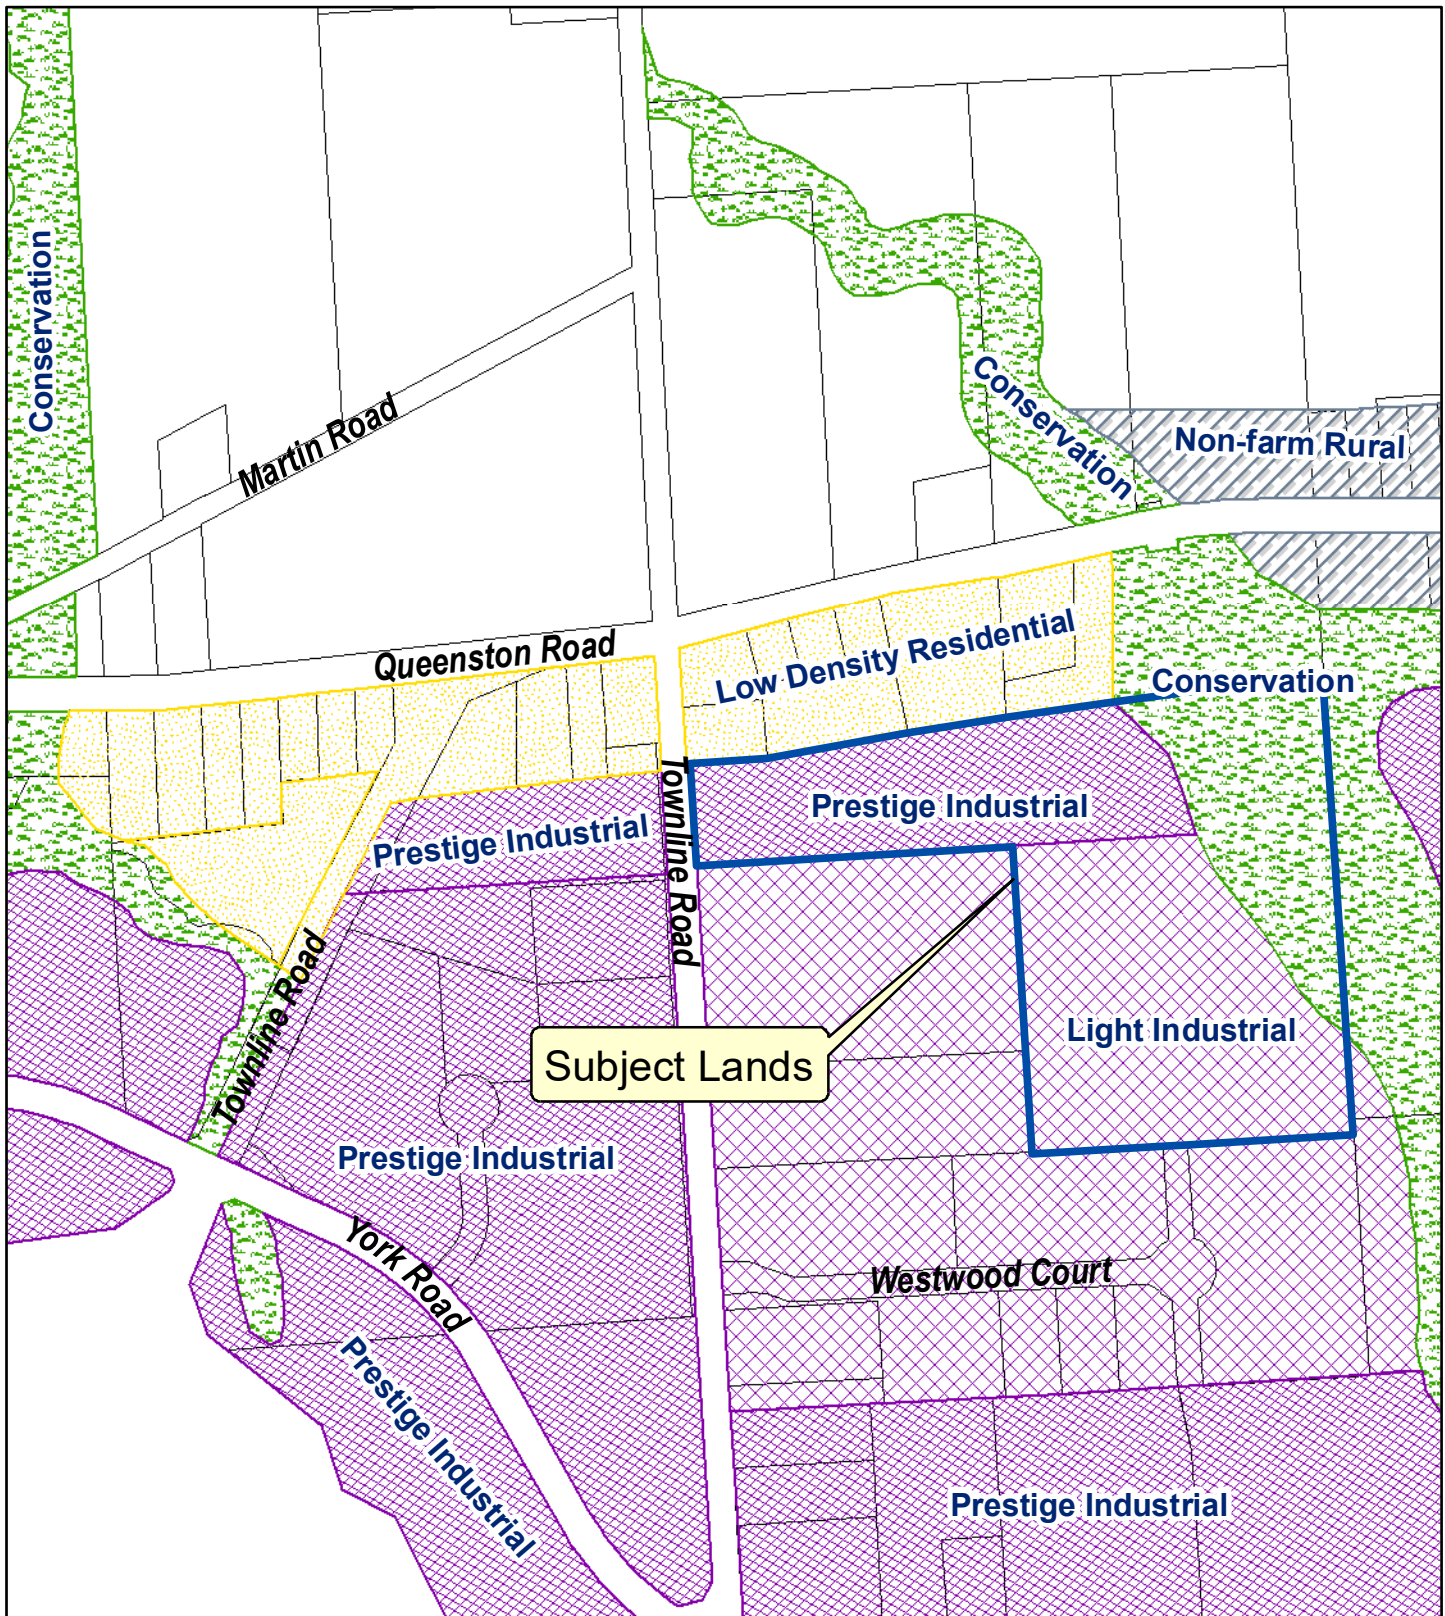 Conservation
Martin Road
Conservation
Non-farm Rural
Queenston Road
Low Density Residential
Conservation
Prestige Industrial
Prestige Industrial
Townline Road
Townline Road
Light Industrial
Subject Lands
Prestige Industrial
York Road
Westwood Court
Prestige Industrial
Prestige Industrial